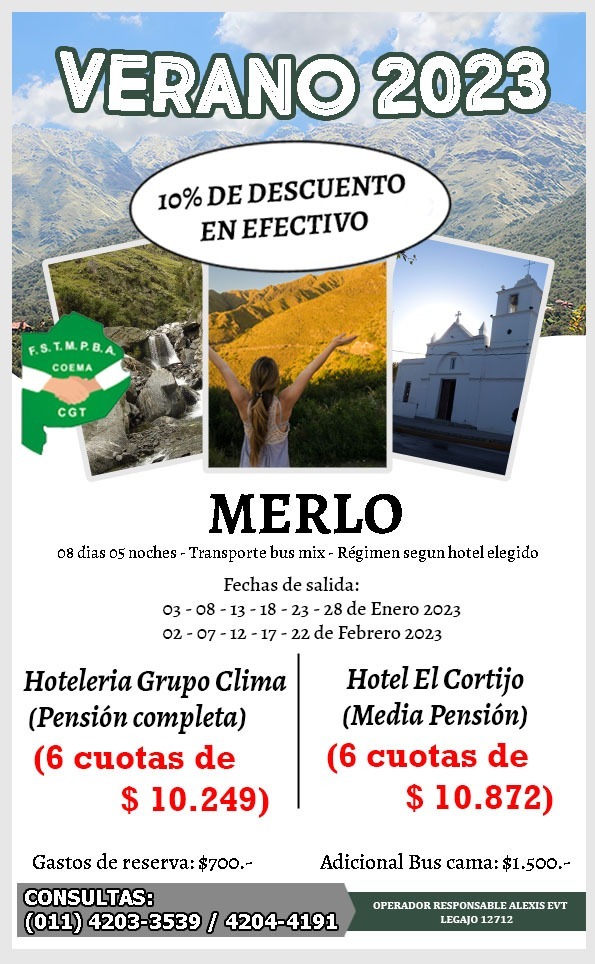 VERANO 2023
10% DE DESCUENTO
EN EFECTIVO
F.S.T.M.P.B.A.
COEMA
CGT
MERLO
08 dias 05 noches - Transporte bus mix - Régimen segun hotel elegido
Fechas de salida:
03 - 08 - 13 - 18 - 23 - 28 de Enero 2023
02 - 07 - 12 - 17 - 22 de Febrero 2023
Hoteleria Grupo Clima
(Pensión completa)
(6 cuotas de
$ 10.249)
Hotel El Cortijo
(Media Pensión)
(6 cuotas de
$ 10.872)
Gastos de reserva: $700.-
Adicional Bus cama: $1.500.-
CONSULTAS:
(011) 4203-3539 / 4204-4191
OPERADOR RESPONSABLE ALEXIS EVT
LEGAJO 12712